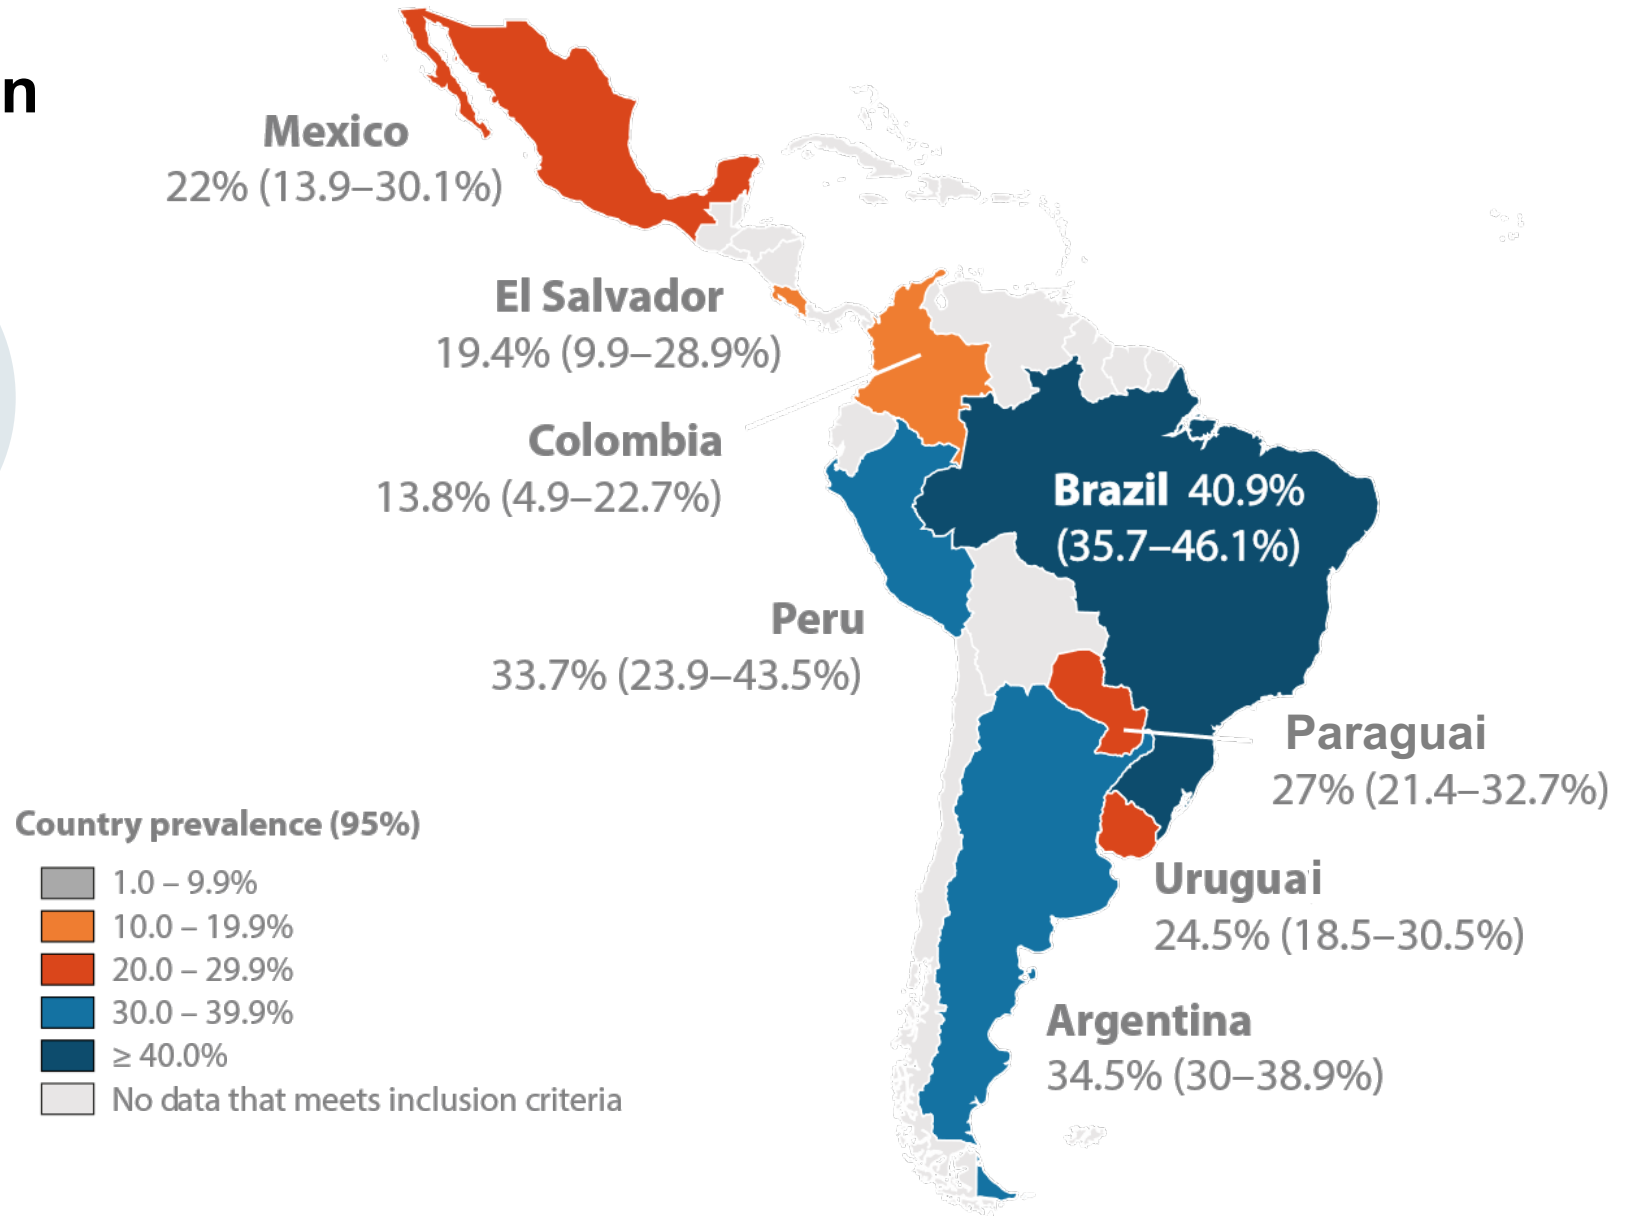 n
Mexico
22% (13.9–30.1%)
El Salvador
19.4% (9.9–28.9%)
Colombia
13.8% (4.9–22.7%)
Brazil 40.9%
(35.7–46.1%)
Peru
33.7% (23.9–43.5%)
Paraguai
27% (21.4–32.7%)
Uruguai
24.5% (18.5–30.5%)
Argentina
34.5% (30–38.9%)
Country prevalence (95%)
1.0 – 9.9%
10.0 – 19.9%
20.0 – 29.9%
30.0 – 39.9%
≥ 40.0%
No data that meets inclusion criteria